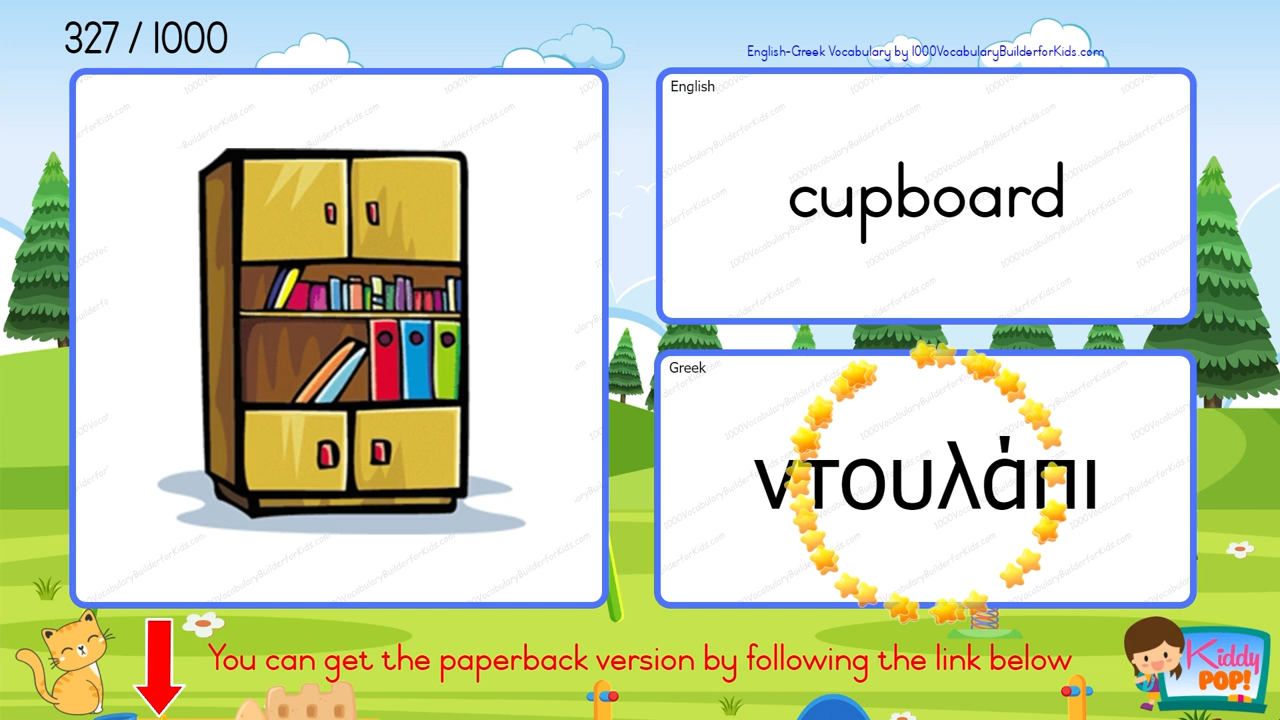 327 / 1000
English-Greek Vocabulary by 1000VocabularyBuilderforKids.com
English
cupboard
Greek
ντουλάπι
You can get the paperback version by following the link below
Kiddy
POP!